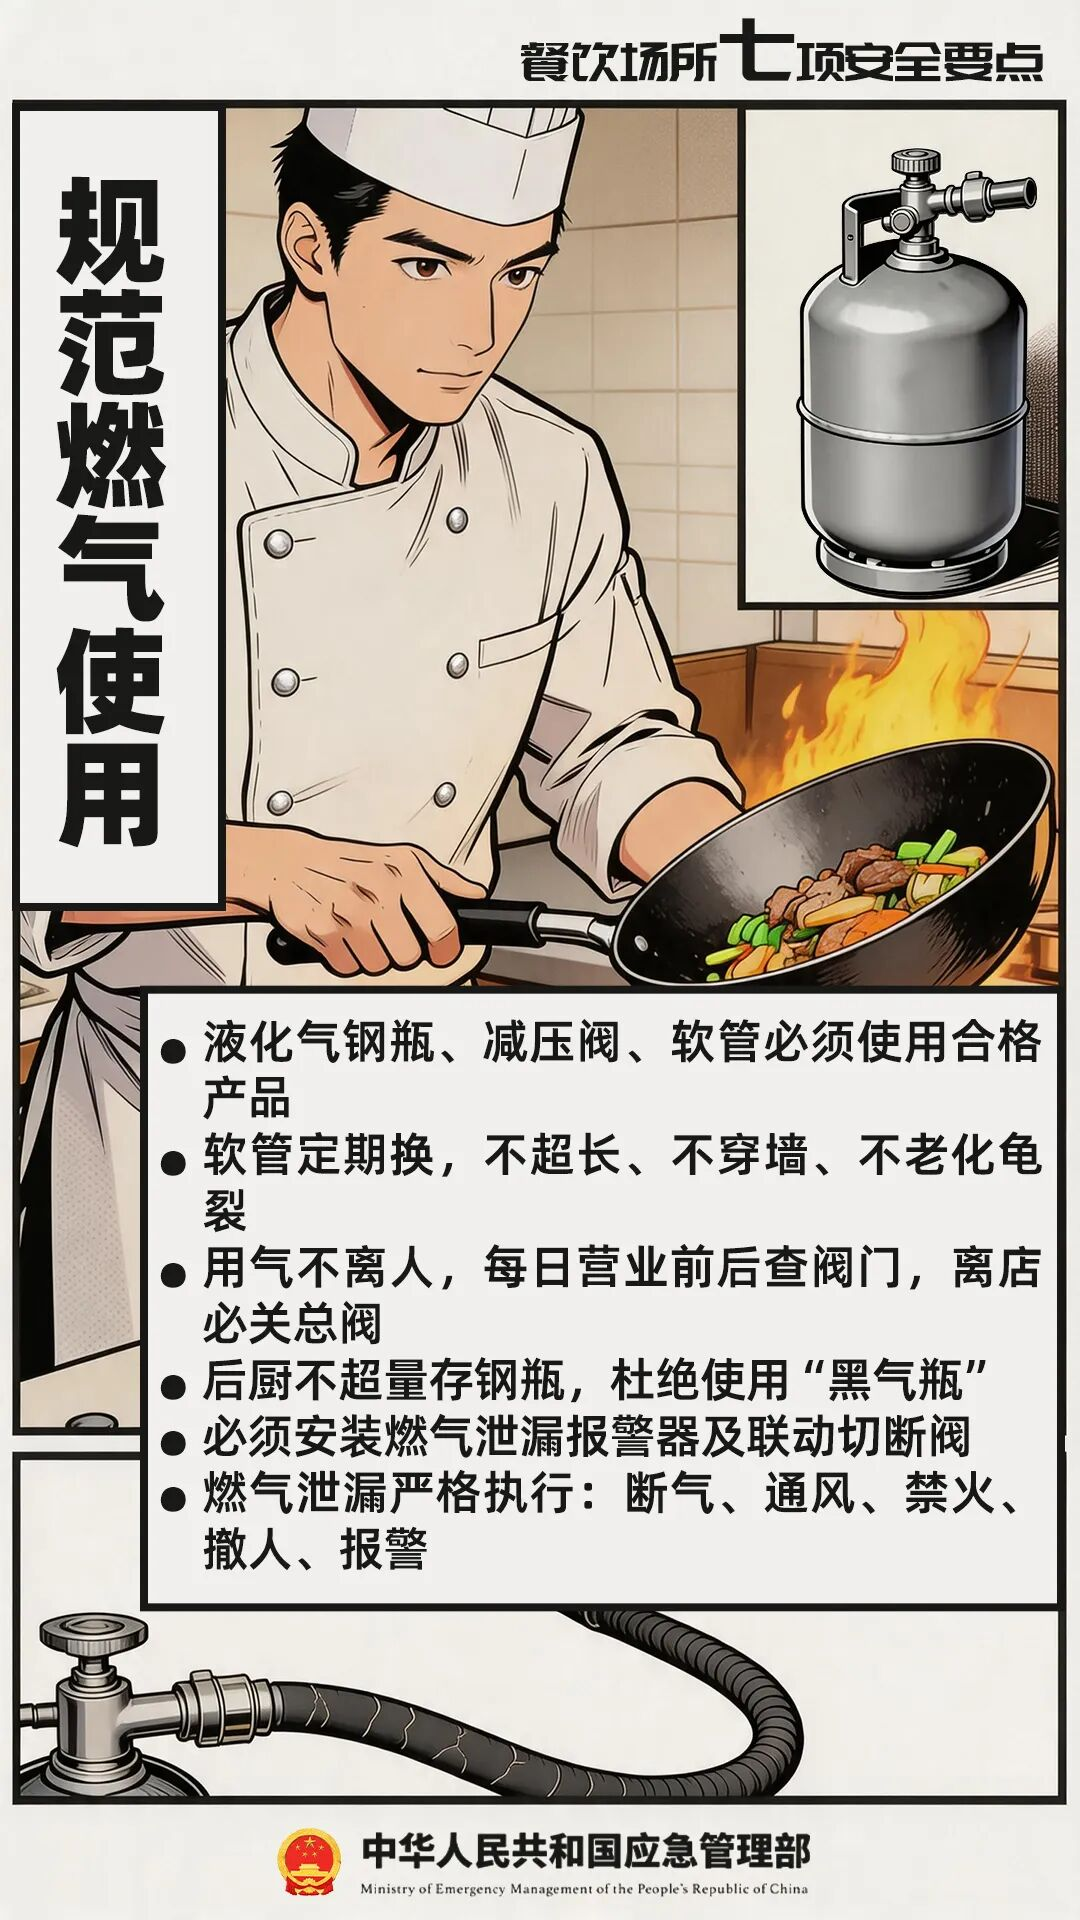 餐饮场所七项安全要点
规范燃气使用
● 液化气钢瓶、减压阀、软管必须使用合格
产品
● 软管定期换，不超长、不穿墙、不老化龟
裂
● 用气不离人，每日营业前后查阀门，离店
必关总阀
● 后厨不超量存钢瓶，杜绝使用“黑气瓶”
● 必须安装燃气泄漏报警器及联动切断阀
● 燃气泄漏严格执行：断气、通风、禁火、
撤人、报警
中华人民共和国应急管理部
Ministry of Emergency Management of the People's Republic of China